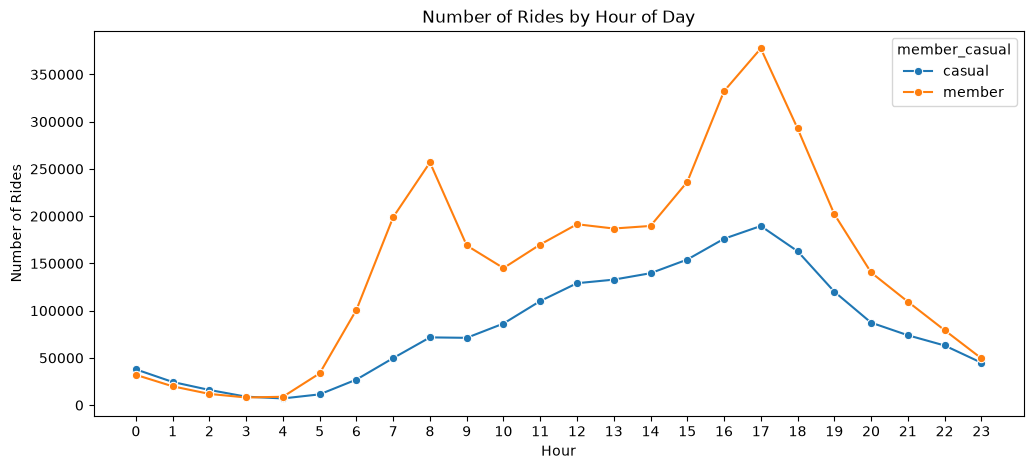 Number of Rides by Hour of Day
member_casual
casual
member
350000
300000
250000
200000
150000
100000
50000
0
Number of Rides
0 1 2 3 4 5 6 7 8 9 10 11 12 13 14 15 16 17 18 19 20 21 22 23
Hour